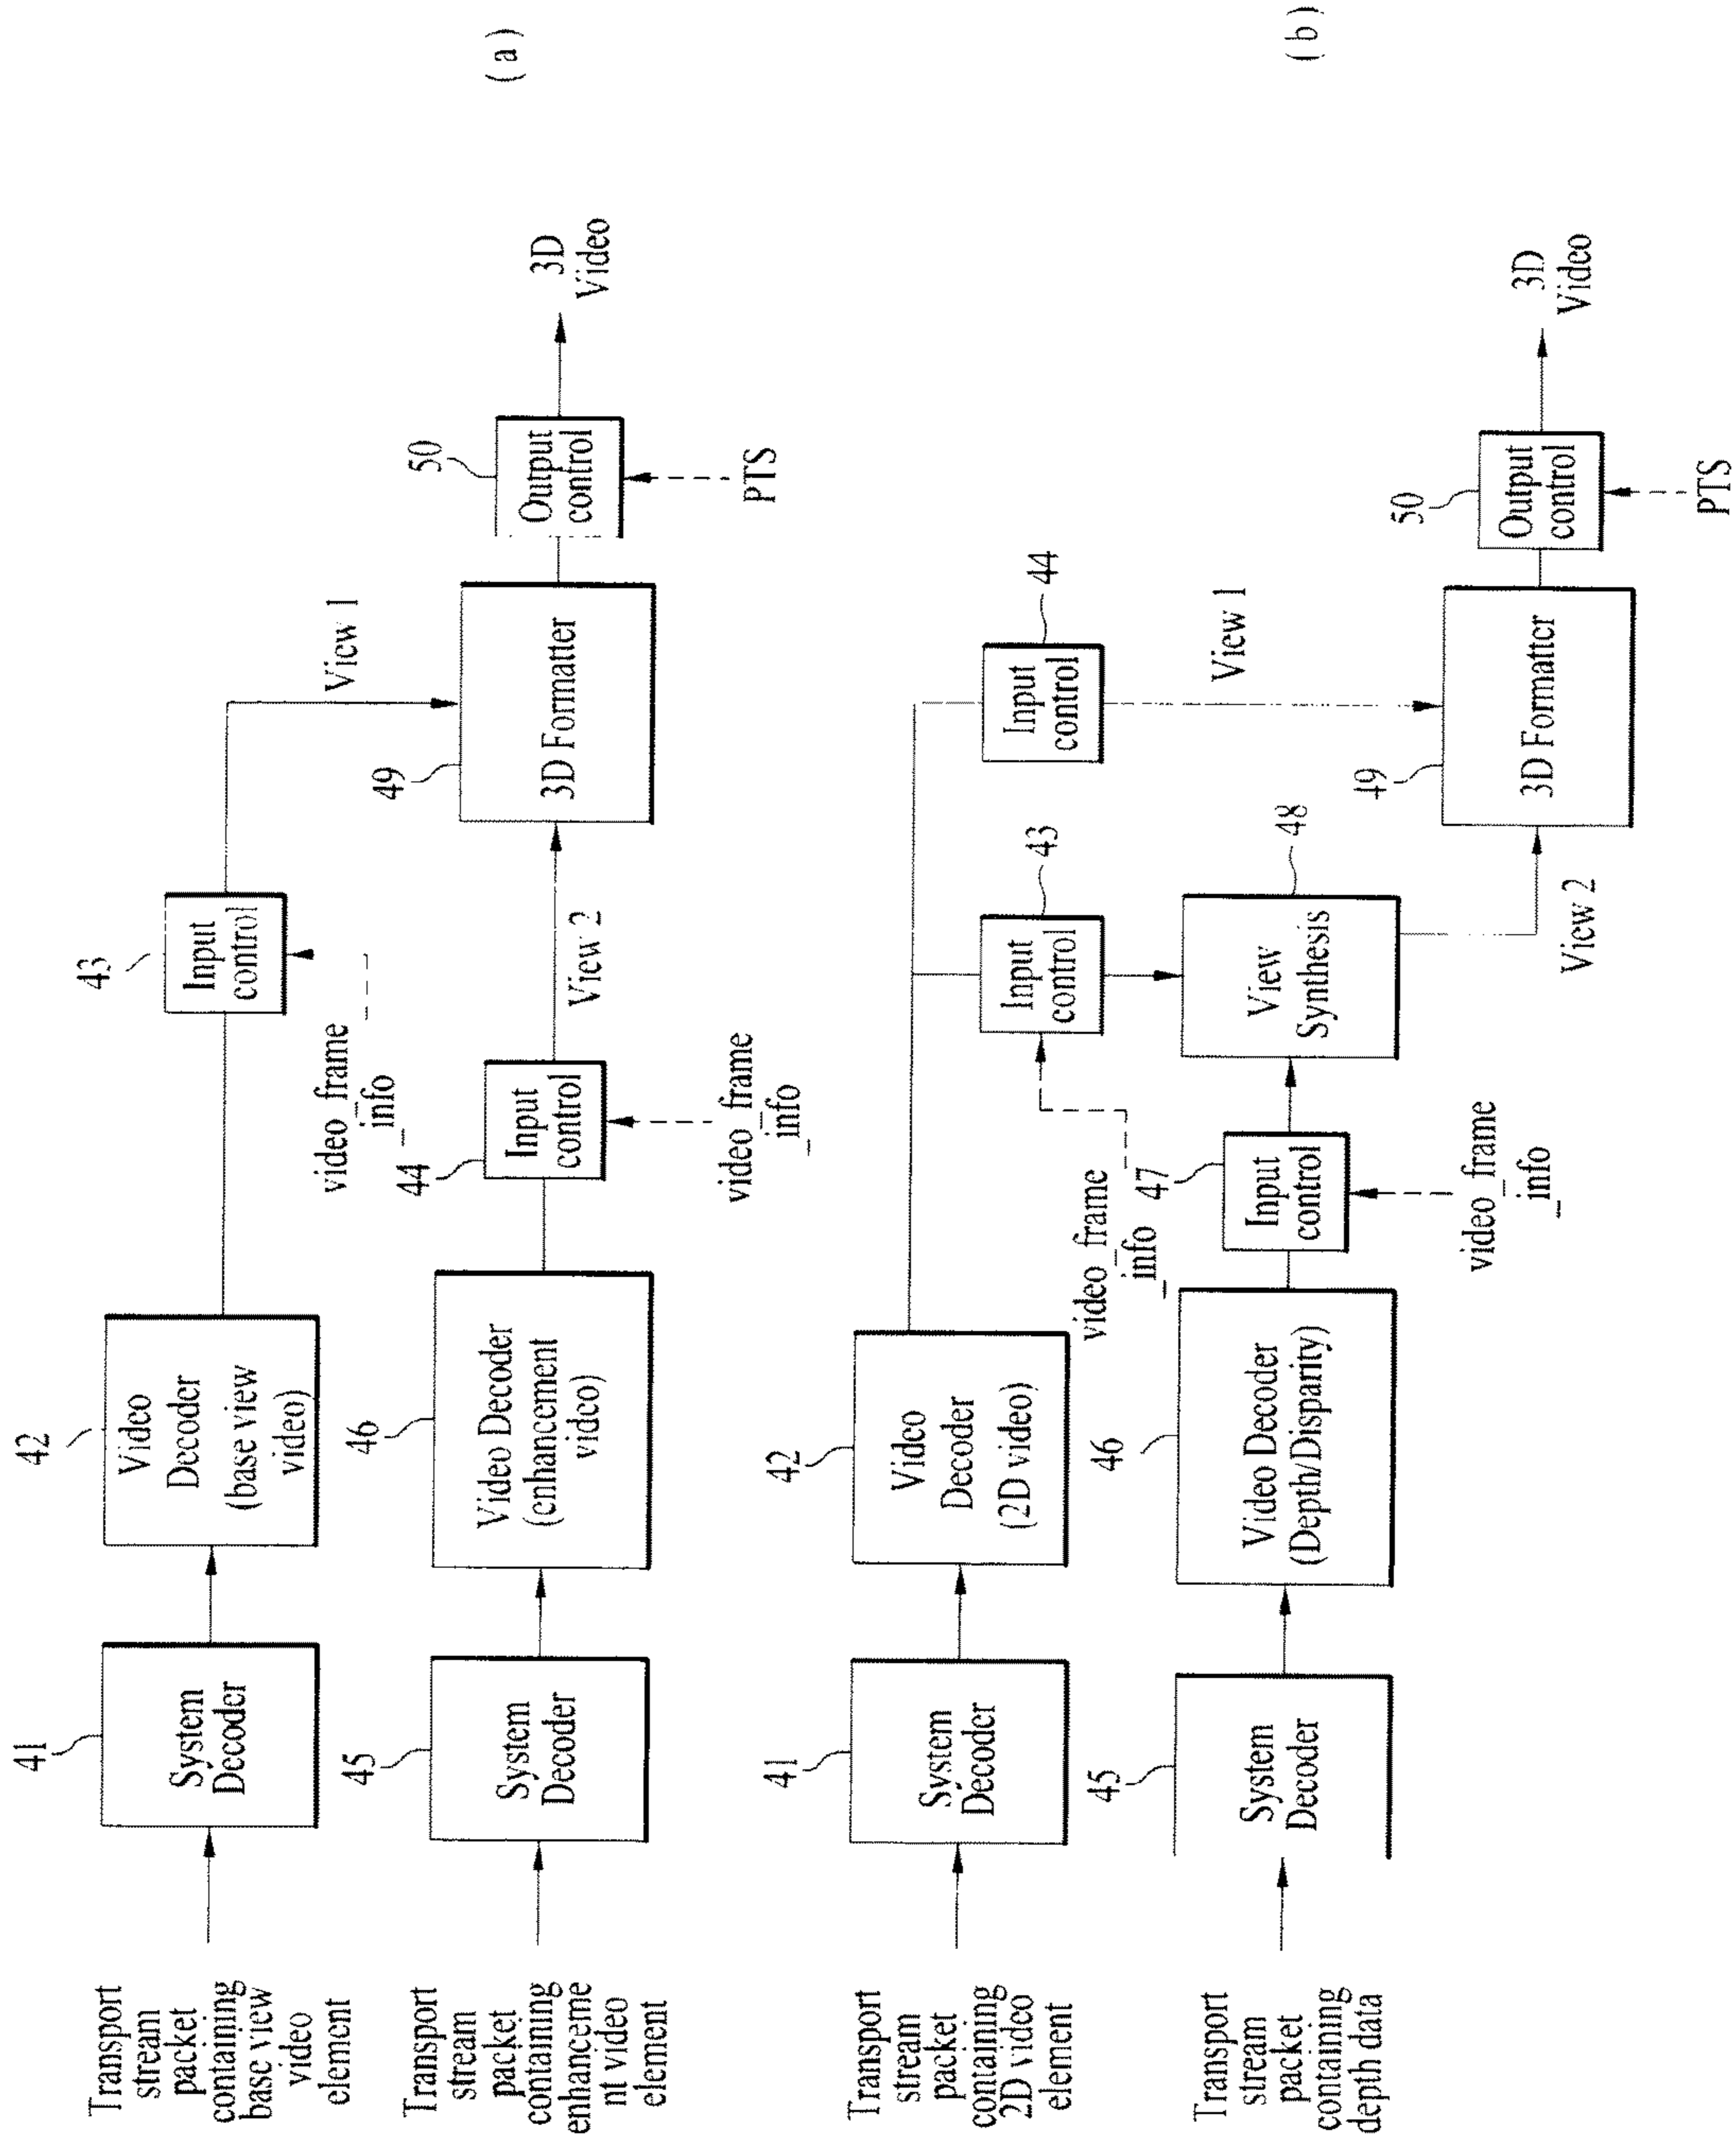 (a)
Transport
stream
packet
containing
base view
video
element
41
System
Decoder
42
Video
Decoder
(base view
video)
43
Input
control
video_frame
_info
View 1
Transport
stream
packet
containing
enhanceme
nt video
element
45
System
Decoder
46
Video Decoder
(enhancement
video)
44
Input
control
video_frame
_info
View 2
49
3D Formatter
50
Output
control
PTS
3D
Video
(b)
Transport
stream
packet
containing
2D video
element
41
System
Decoder
42
Video
Decoder
(2D video)
video_frame
_info
43
Input
control
44
Input
control
View 1
Transport
stream
packet
containing
depth data
45
System
Decoder
46
Video Decoder
(Depth/Disparity)
47
Input
control
video_frame
_info
48
View
Synthesis
View 2
49
3D Formatter
50
Output
control
PTS
3D
Video